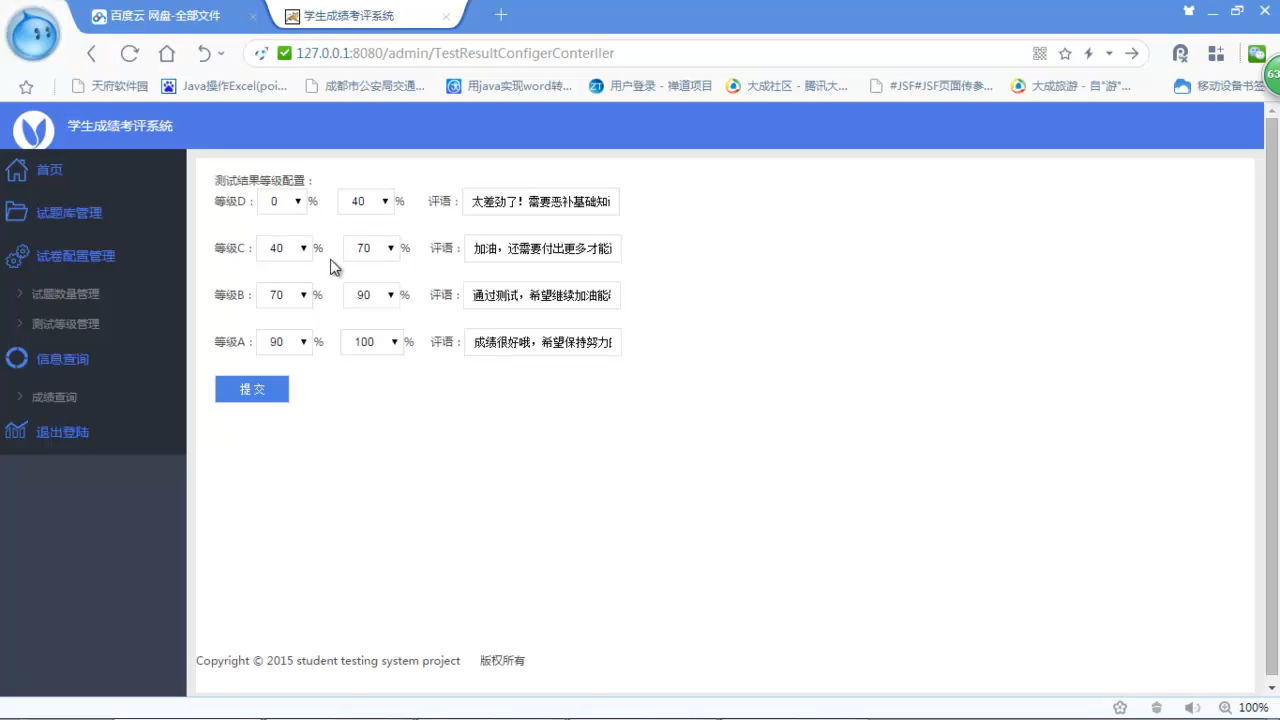 百度云 网盘-全部文件
学生成绩考评系统
127.0.0.1:8080/admin/TestResultConfigerConterller
63
天府软件园
Java操作Excel(poi...
成都市公安局交通...
用java实现word转...
用户登录 - 禅道项目
大成社区 - 腾讯大...
#JSF#JSF页面传参...
大成旅游 - 自"游"...
移动设备书签
学生成绩考评系统
首页
试题库管理
试卷配置管理
试题数量管理
测试等级管理
信息查询
成绩查询
退出登陆
测试结果等级配置：
等级D： 0 % 40 % 评语： 太差劲了！需要恶补基础知
等级C： 40 % 70 % 评语： 加油，还需要付出更多才能
等级B： 70 % 90 % 评语： 通过测试，希望继续加油能
等级A： 90 % 100 % 评语： 成绩很好哦，希望保持努力
提 交
Copyright © 2015 student testing system project 版权所有
100%